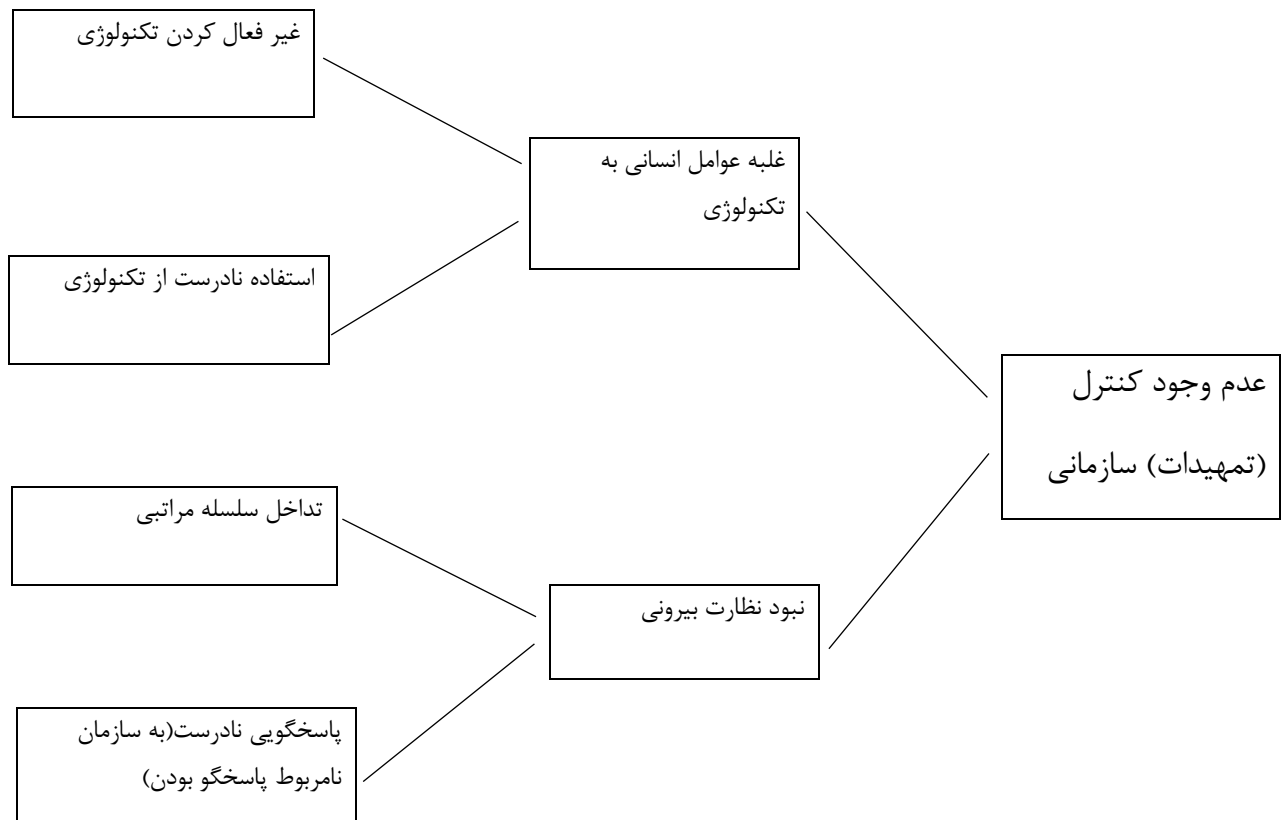 غیر فعال کردن تکنولوژی
غلبه عوامل انسانی به
تکنولوژی
استفاده نادرست از تکنولوژی
عدم وجود کنترل
(تمهیدات) سازمانی
تداخل سلسله مراتبی
نبود نظارت بیرونی
پاسخگویی نادرست(به سازمان
نامربوط پاسخگو بودن)